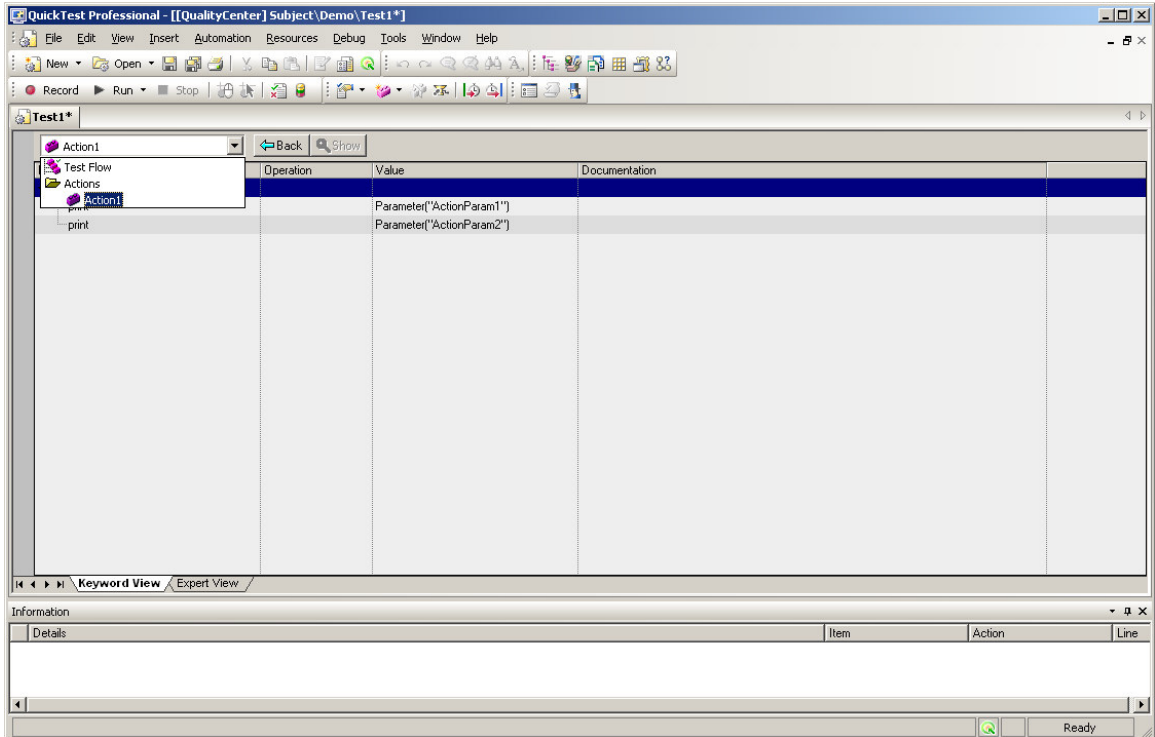 QuickTest Professional - [[QualityCenter] Subject\Demo\Test1*]
File Edit View Insert Automation Resources Debug Tools Window Help
New Open
Record Run Stop
Test1*
Action1 Back Show
Test Flow
Actions
Action1
Operation Value Documentation
print Parameter("ActionParam1")
print Parameter("ActionParam2")
Keyword View Expert View
Information
Details Item Action Line
Ready